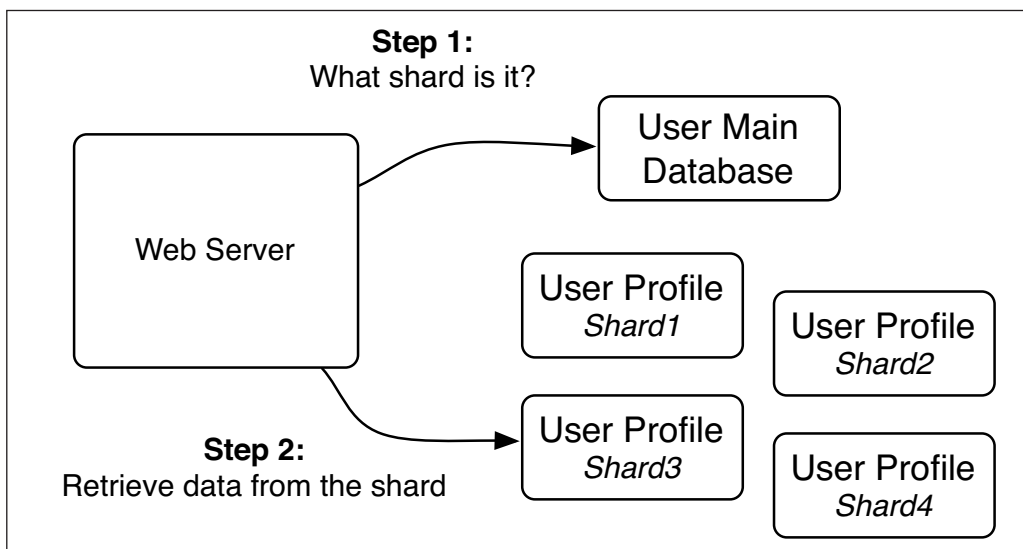 Step 1:
What shard is it?
User Main
Database
Web Server
User Profile
Shard1
User Profile
Shard2
User Profile
Shard3
User Profile
Shard4
Step 2:
Retrieve data from the shard